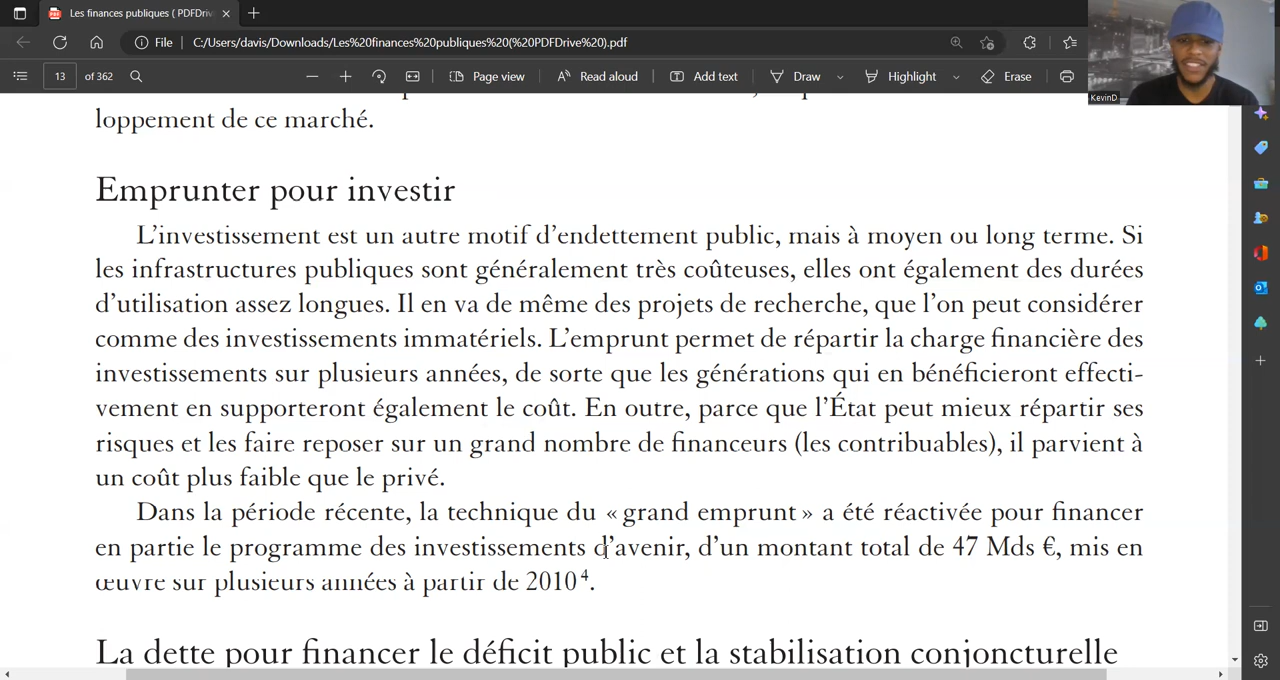 Les finances publiques ( PDFDriv
File C:/Users/davis/Downloads/Les%20finances%20publiques%20(%20PDFDrive%20).pdf
13 of 362 Page view Read aloud Add text Draw Highlight Erase
KevinD
loppement de ce marché.
Emprunter pour investir
L’investissement est un autre motif d’endettement public, mais à moyen ou long terme. Si
les infrastructures publiques sont généralement très coûteuses, elles ont également des durées
d’utilisation assez longues. Il en va de même des projets de recherche, que l’on peut considérer
comme des investissements immatériels. L’emprunt permet de répartir la charge financière des
investissements sur plusieurs années, de sorte que les générations qui en bénéficieront effecti-
vement en supporteront également le coût. En outre, parce que l’État peut mieux répartir ses
risques et les faire reposer sur un grand nombre de financeurs (les contribuables), il parvient à
un coût plus faible que le privé.
Dans la période récente, la technique du « grand emprunt » a été réactivée pour financer
en partie le programme des investissements d’avenir, d’un montant total de 47 Mds €, mis en
œuvre sur plusieurs années à partir de 2010⁴.
La dette pour financer le déficit public et la stabilisation conjoncturelle